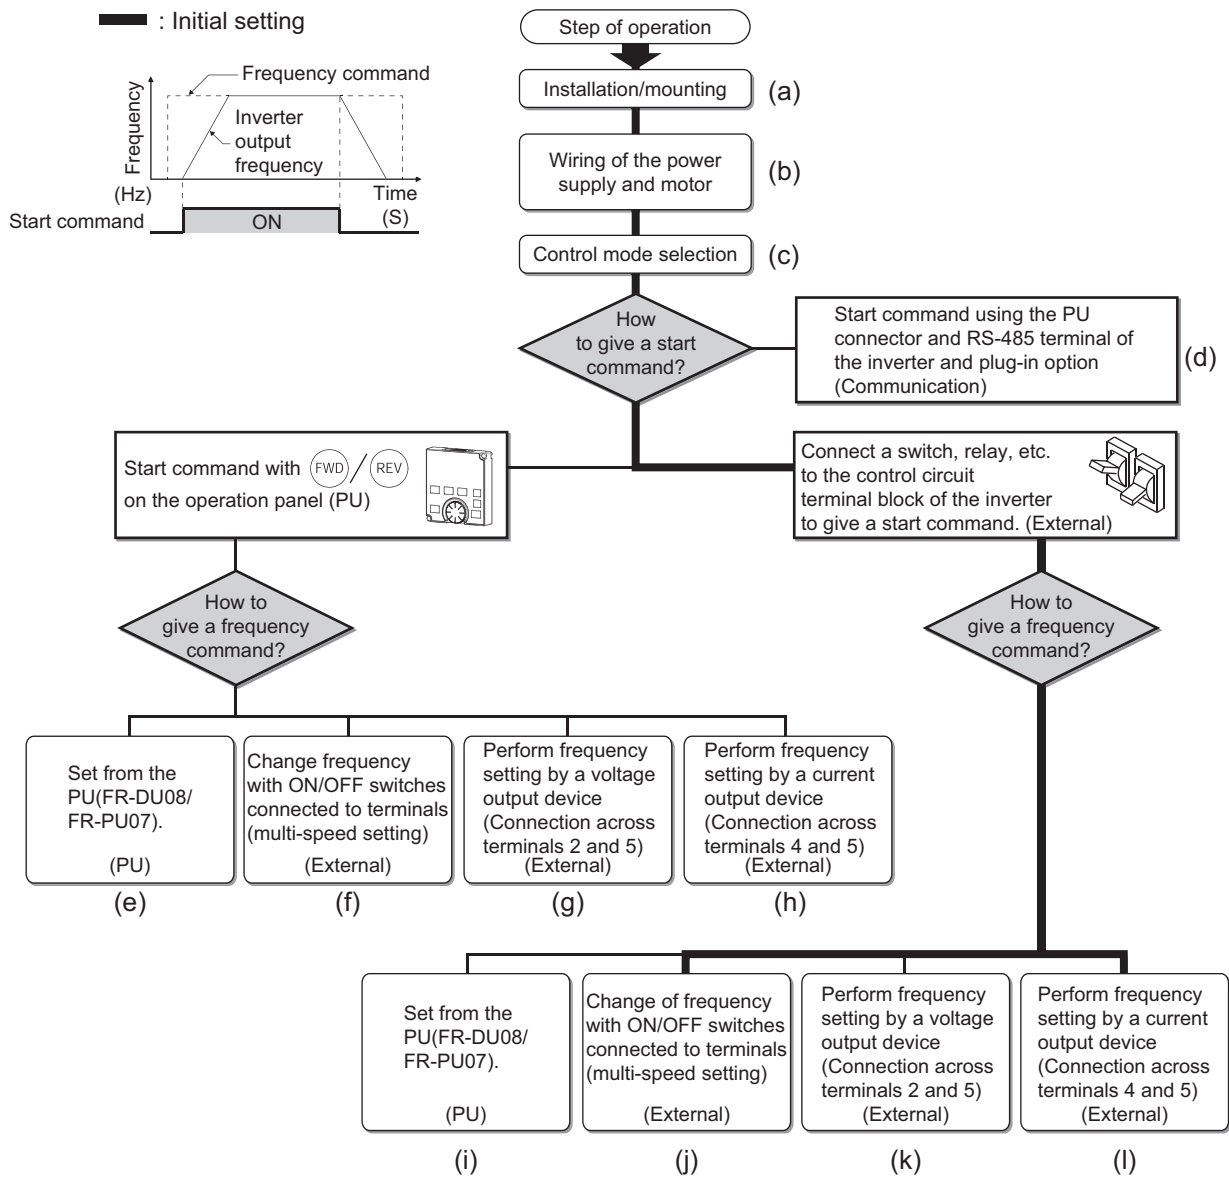 : Initial setting
Frequency command
Inverter
output
frequency
Frequency
(Hz)
Time
(S)
Start command
ON
Step of operation
Installation/mounting
(a)
Wiring of the power
supply and motor
(b)
Control mode selection
(c)
How
to give a start
command?
Start command using the PU
connector and RS-485 terminal of
the inverter and plug-in option
(Communication)
(d)
Start command with FWD / REV
on the operation panel (PU)
Connect a switch, relay, etc.
to the control circuit
terminal block of the inverter
to give a start command. (External)
How to
give a frequency
command?
How to
give a frequency
command?
Set from the
PU(FR-DU08/
FR-PU07).
(PU)
(e)
Change frequency
with ON/OFF switches
connected to terminals
(multi-speed setting)
(External)
(f)
Perform frequency
setting by a voltage
output device
(Connection across
terminals 2 and 5)
(External)
(g)
Perform frequency
setting by a current
output device
(Connection across
terminals 4 and 5)
(External)
(h)
Set from the
PU(FR-DU08/
FR-PU07).
(PU)
(i)
Change of frequency
with ON/OFF switches
connected to terminals
(multi-speed setting)
(External)
(j)
Perform frequency
setting by a voltage
output device
(Connection across
terminals 2 and 5)
(External)
(k)
Perform frequency
setting by a current
output device
(Connection across
terminals 4 and 5)
(External)
(l)